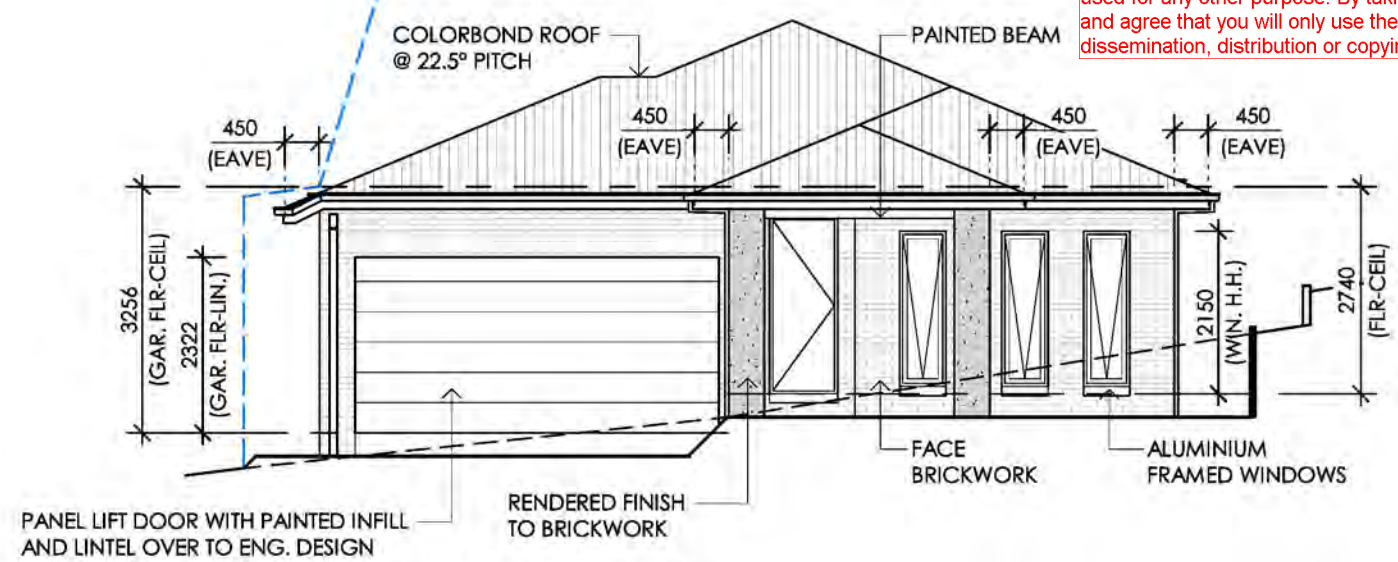 used for any other purpose. By taki
and agree that you will only use the
dissemination, distribution or copyin
COLORBOND ROOF
@ 22.5° PITCH
PAINTED BEAM
450
(EAVE)
450
(EAVE)
450
(EAVE)
450
(EAVE)
3256
(GAR. FLR-CEIL)
2322
(GAR. FLR-LIN.)
2150
(WIN. H.H.)
2740
(FLR-CEIL)
FACE
BRICKWORK
ALUMINIUM
FRAMED WINDOWS
RENDERED FINISH
TO BRICKWORK
PANEL LIFT DOOR WITH PAINTED INFILL
AND LINTEL OVER TO ENG. DESIGN